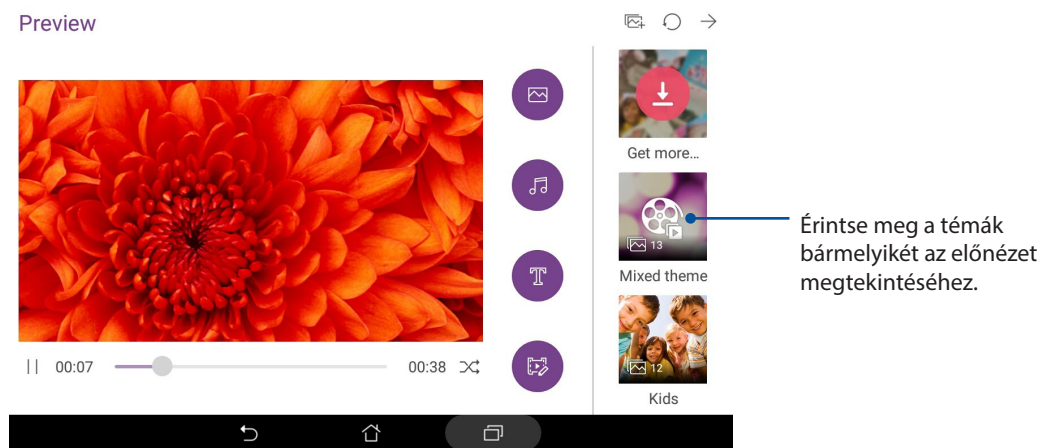 Preview
Get more…
13
Mixed theme
Érintse meg a témák
bármelyikét az előnézet
megtekintéséhez.
12
Kids
00:07
00:38
T